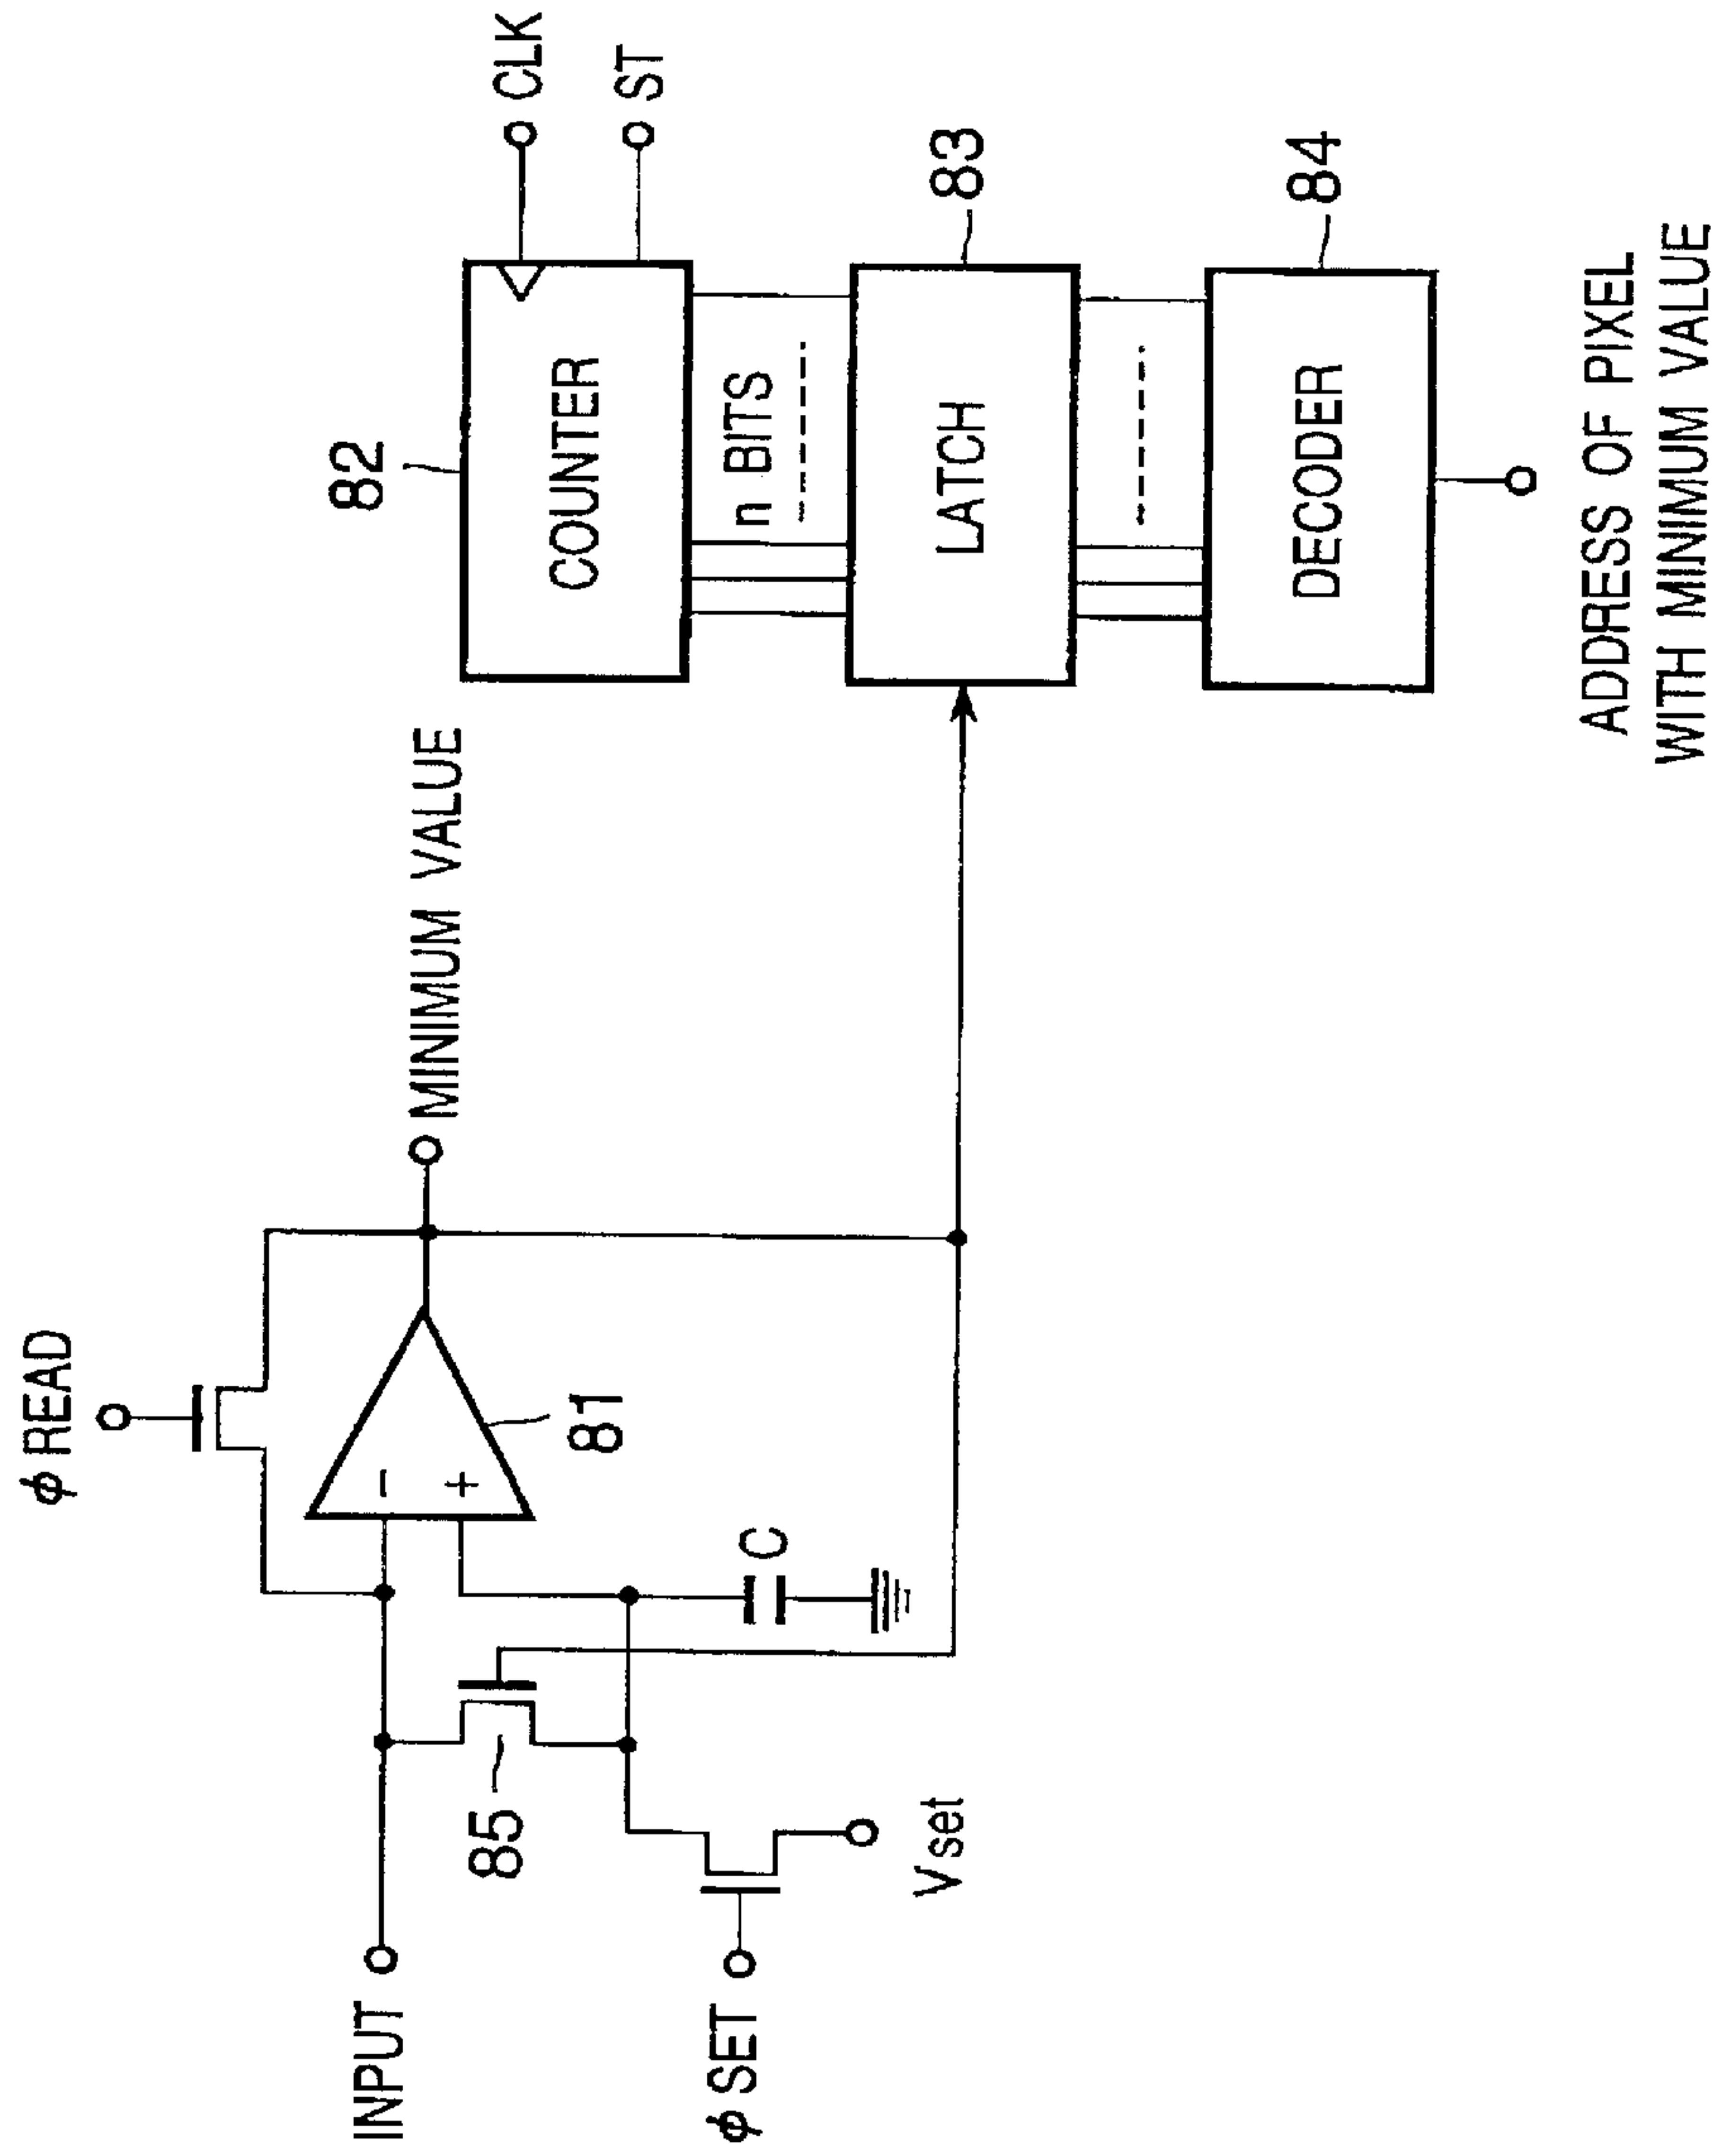 φ READ
INPUT
85
81
C
φ SET
Vset
MINIMUM VALUE
82
COUNTER
CLK
ST
n BITS
LATCH
83
DECODER
84
ADDRESS OF PIXEL
WITH MINIMUM VALUE
-
+